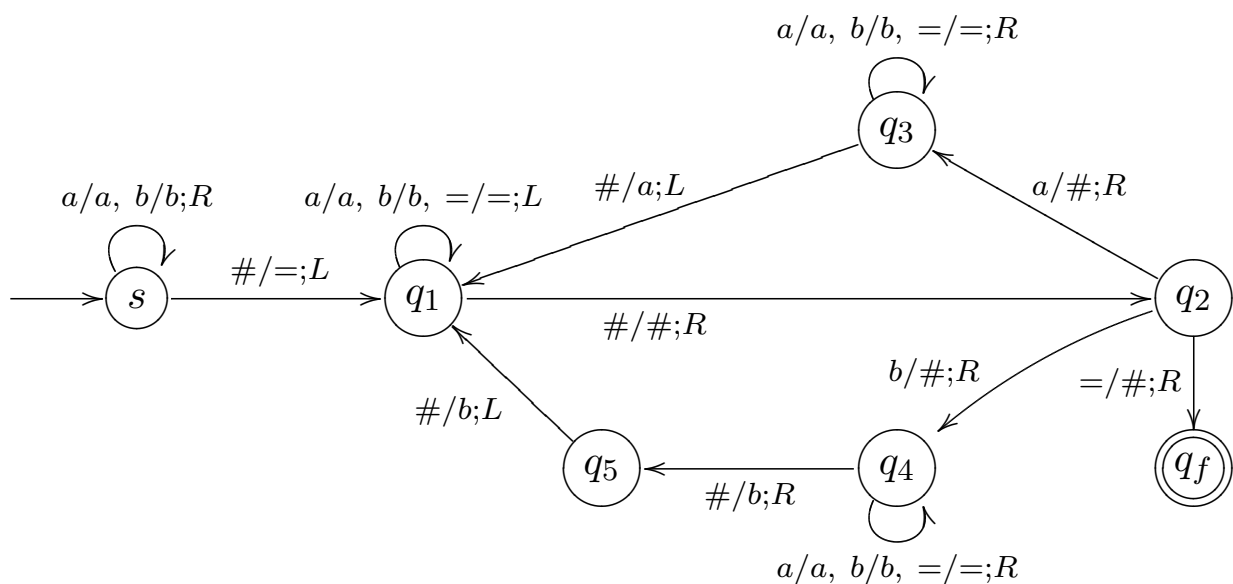 a/a, b/b, =/=;R
q3
a/a, b/b;R
a/a, b/b, =/=;L
#/a;L
a/#;R
s
#/=;L
q1
#/#;R
q2
b/#;R
=/#;R
#/b;L
q5
#/b;R
q4
qf
a/a, b/b, =/=;R